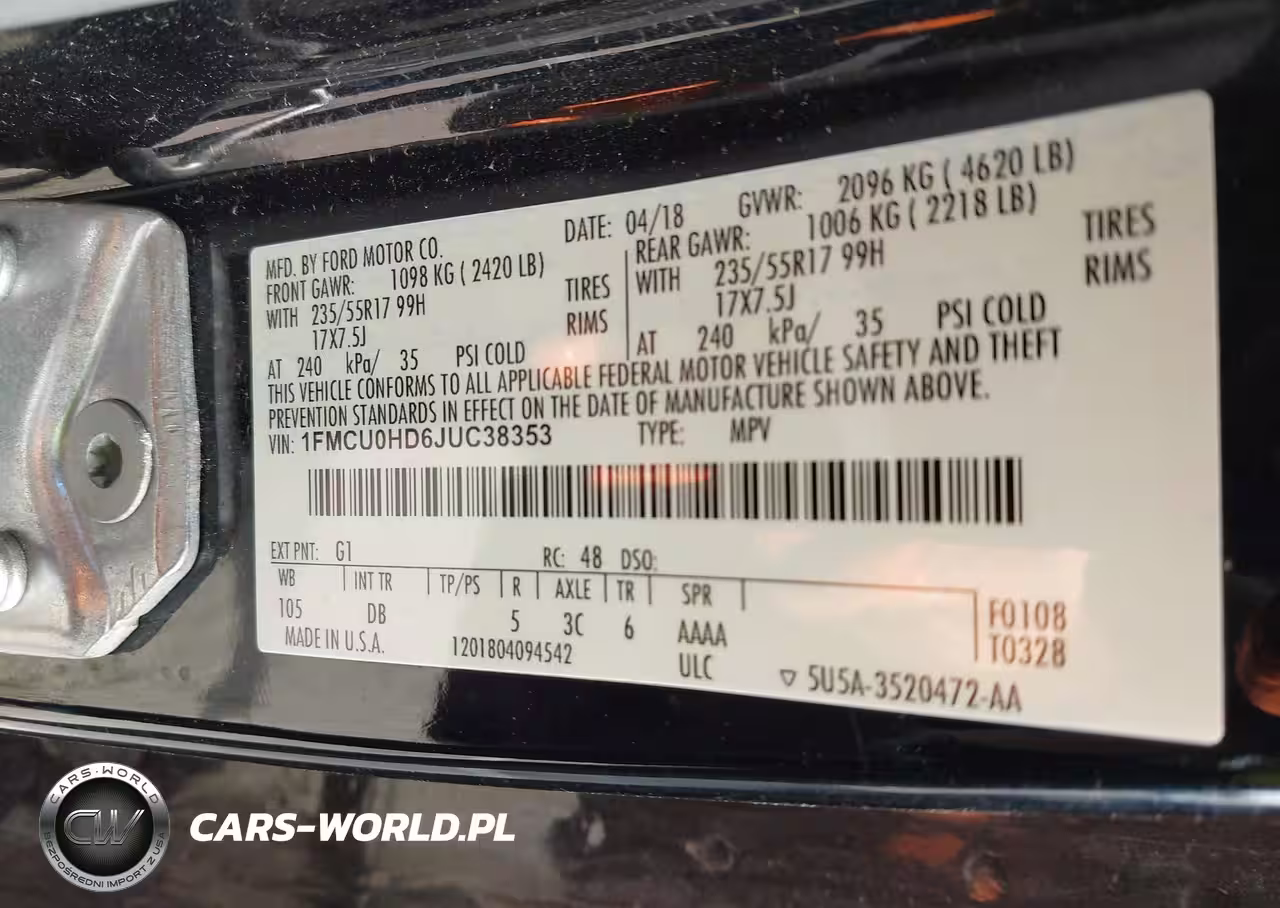 DATE: 04/18 GVWR: 2096 KG ( 4620 LB)
MFD. BY FORD MOTOR CO.
FRONT GAWR: 1098 KG ( 2420 LB)
WITH 235/55R17 99H TIRES
17X7.5J RIMS
AT 240 kPa/ 35 PSI COLD
REAR GAWR: 1006 KG ( 2218 LB)
WITH 235/55R17 99H TIRES
17X7.5J RIMS
AT 240 kPa/ 35 PSI COLD
THIS VEHICLE CONFORMS TO ALL APPLICABLE FEDERAL MOTOR VEHICLE SAFETY AND THEFT
PREVENTION STANDARDS IN EFFECT ON THE DATE OF MANUFACTURE SHOWN ABOVE.
VIN: 1FMCU0HD6JUC38353 TYPE: MPV
EXT PNT: G1 RC: 48 DSO:
WB INT TR TP/PS R AXLE TR SPR
105 DB 5 3C 6 AAAA
F0108
T0328
MADE IN U.S.A. 1201804094542 ULC ▽ 5U5A-3520472-AA
CARS-WORLD
CW
BEZPOŚREDNI IMPORT Z USA
CARS-WORLD.PL